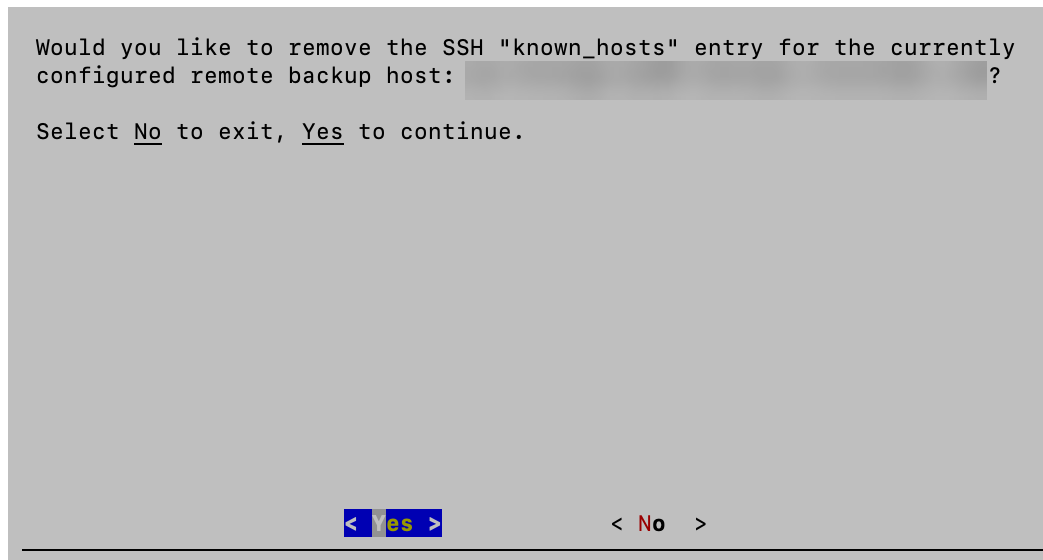 Would you like to remove the SSH "known_hosts" entry for the currently
configured remote backup host: ?
Select No to exit, Yes to continue.
< Yes > < No >